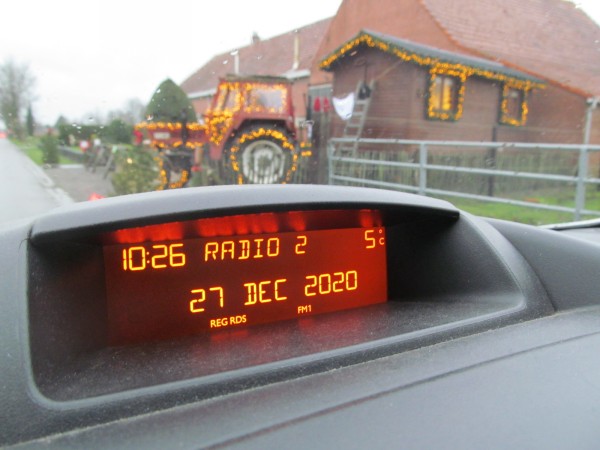 10:26 RADIO 2 5°C
27 DEC 2020
REG RDS FM1